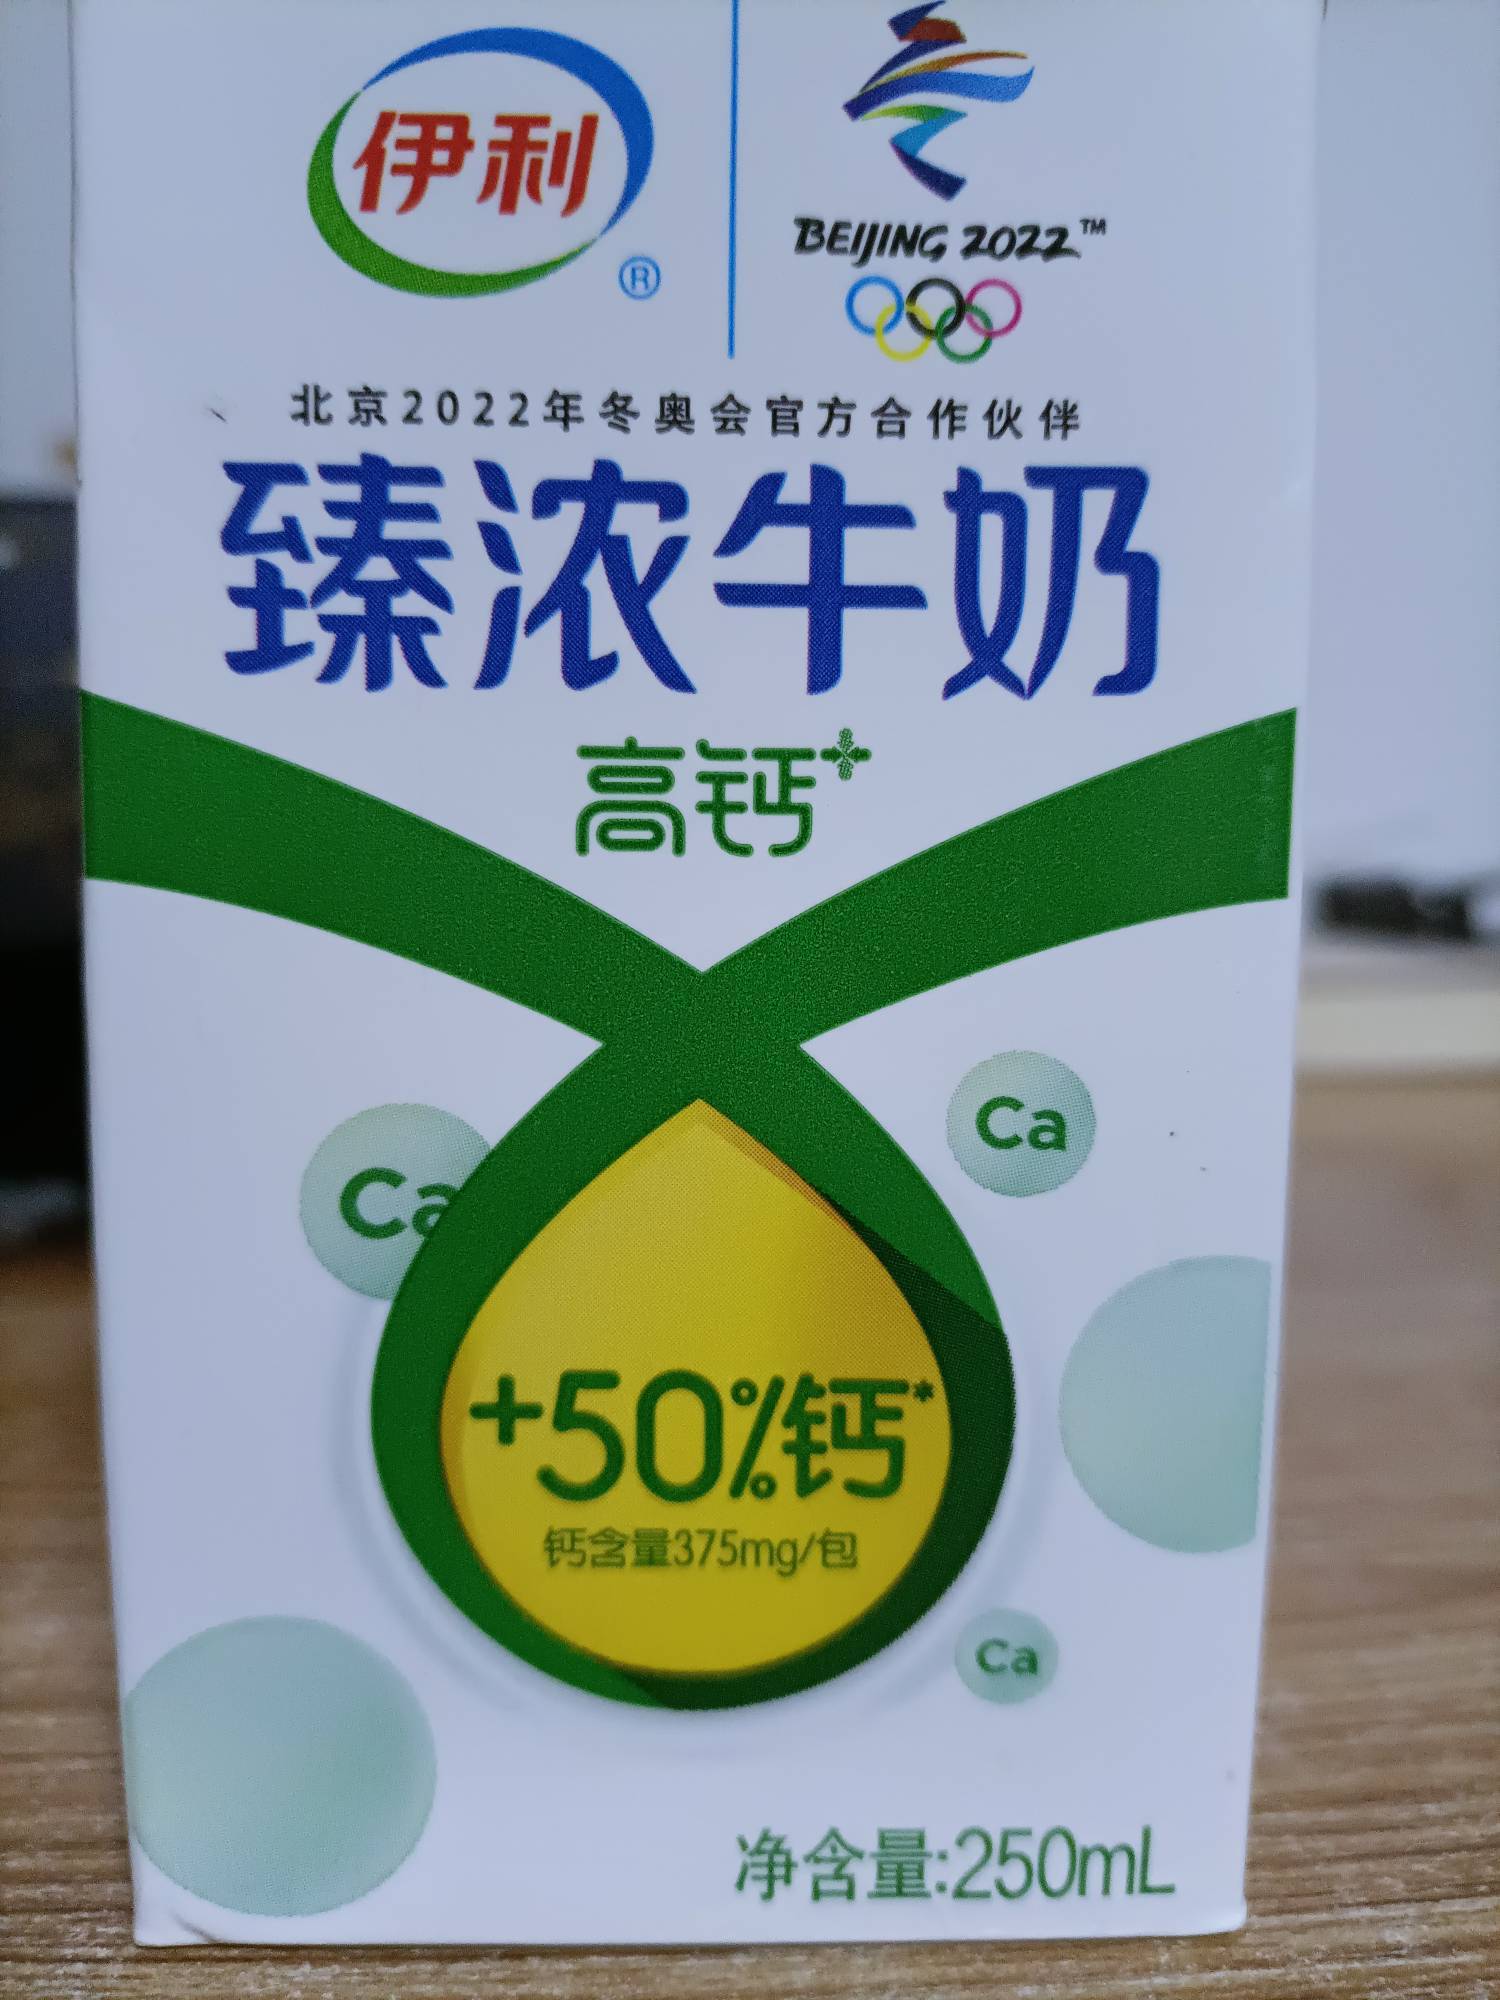 伊利
®
BEIJING 2022™
北京2022年冬奥会官方合作伙伴
臻浓牛奶
高钙+
Ca
Ca
+50%钙*
钙含量375mg/包
Ca
净含量:250mL